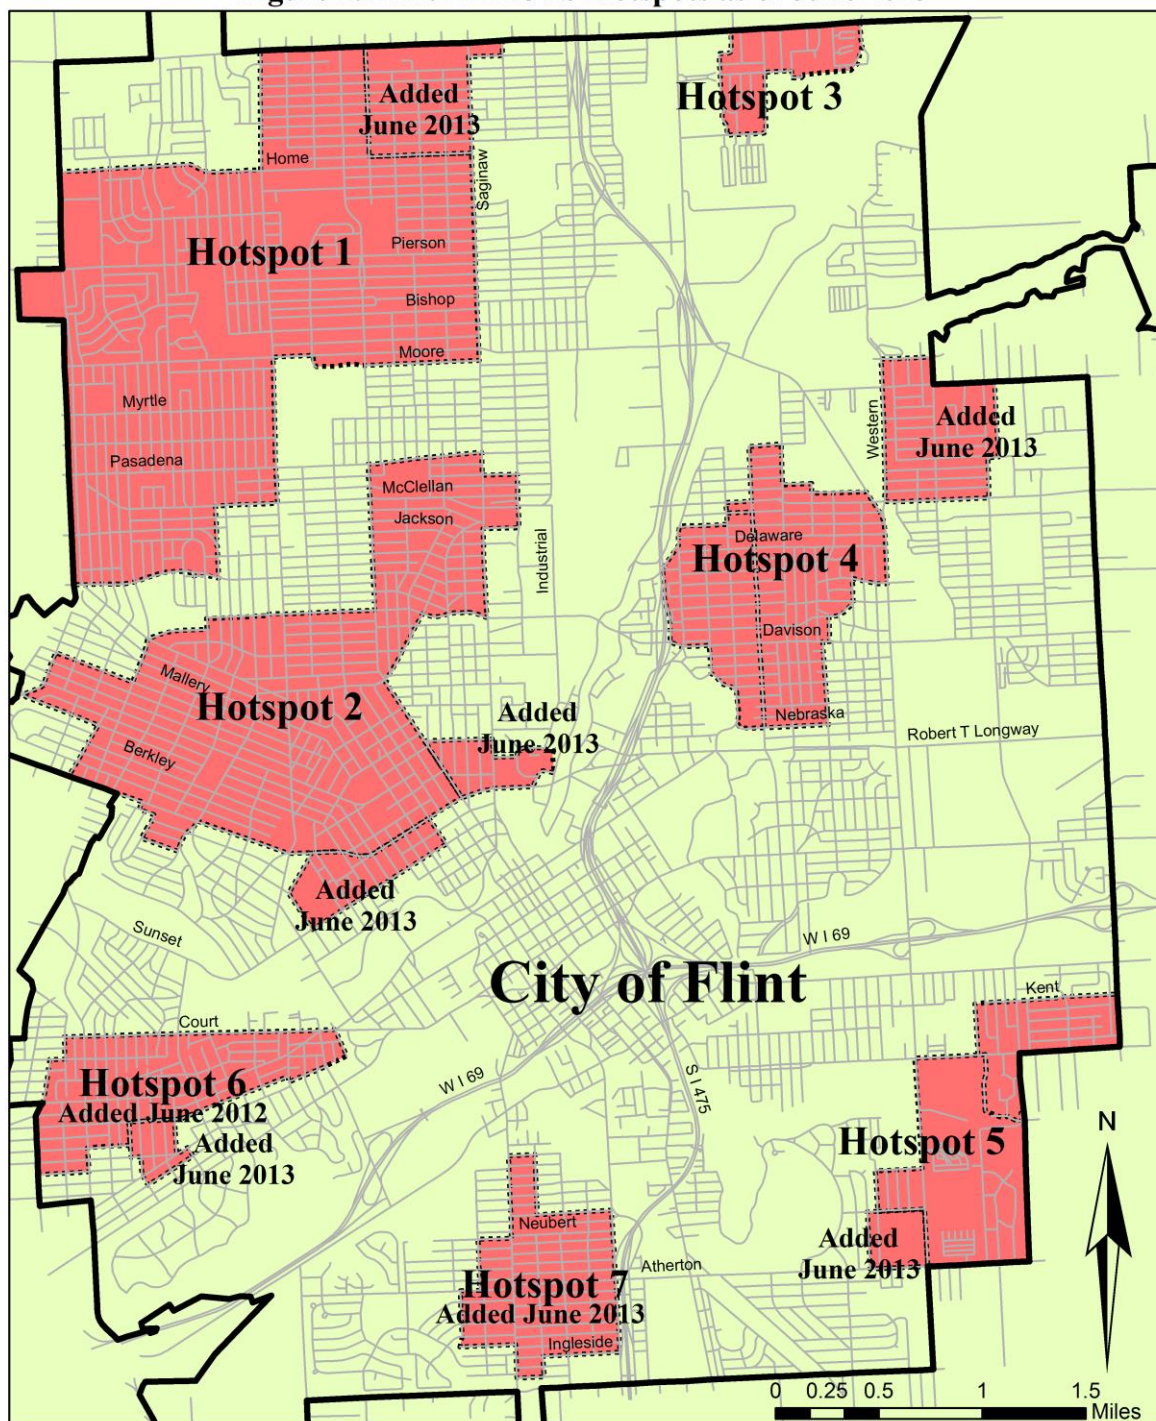 Hotspot 3
Added
June 2013
Home
Saginaw
Hotspot 1
Pierson
Bishop
Moore
Myrtle
Pasadena
Western
Added
June 2013
McClellan
Jackson
Industrial
Delaware
Hotspot 4
Davison
Nebraska
Mallery
Hotspot 2
Berkley
Added
June 2013
Robert T Longway
Added
June 2013
Sunset
W I 69
City of Flint
Kent
Court
Hotspot 6
Added June 2012
Added
June 2013
W I 69
S I 475
Hotspot 5
N
Neubert
Atherton
Added
June 2013
Hotspot 7
Added June 2013
Ingleside
0 0.25 0.5 1 1.5
Miles